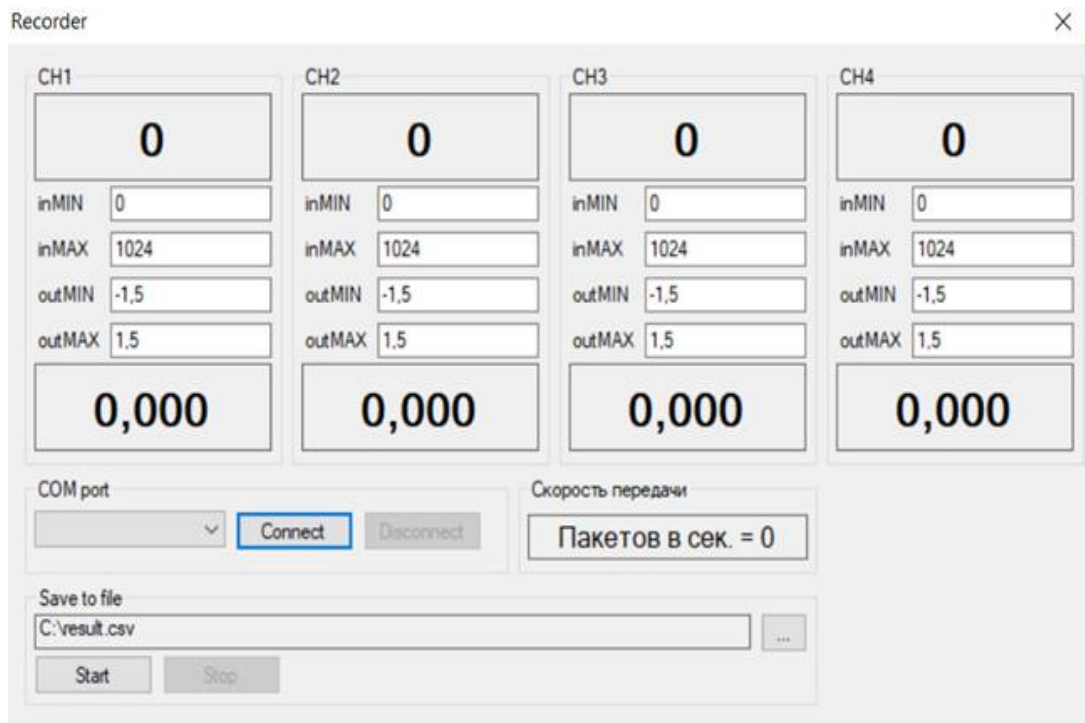 Recorder
CH1 CH2 CH3 CH4
0 0 0 0
inMIN 0 inMIN 0 inMIN 0 inMIN 0
inMAX 1024 inMAX 1024 inMAX 1024 inMAX 1024
outMIN -1,5 outMIN -1,5 outMIN -1,5 outMIN -1,5
outMAX 1,5 outMAX 1,5 outMAX 1,5 outMAX 1,5
0,000 0,000 0,000 0,000
COM port Скорость передачи
Connect Disconnect Пакетов в сек. = 0
Save to file
C:\result.csv ...
Start Stop